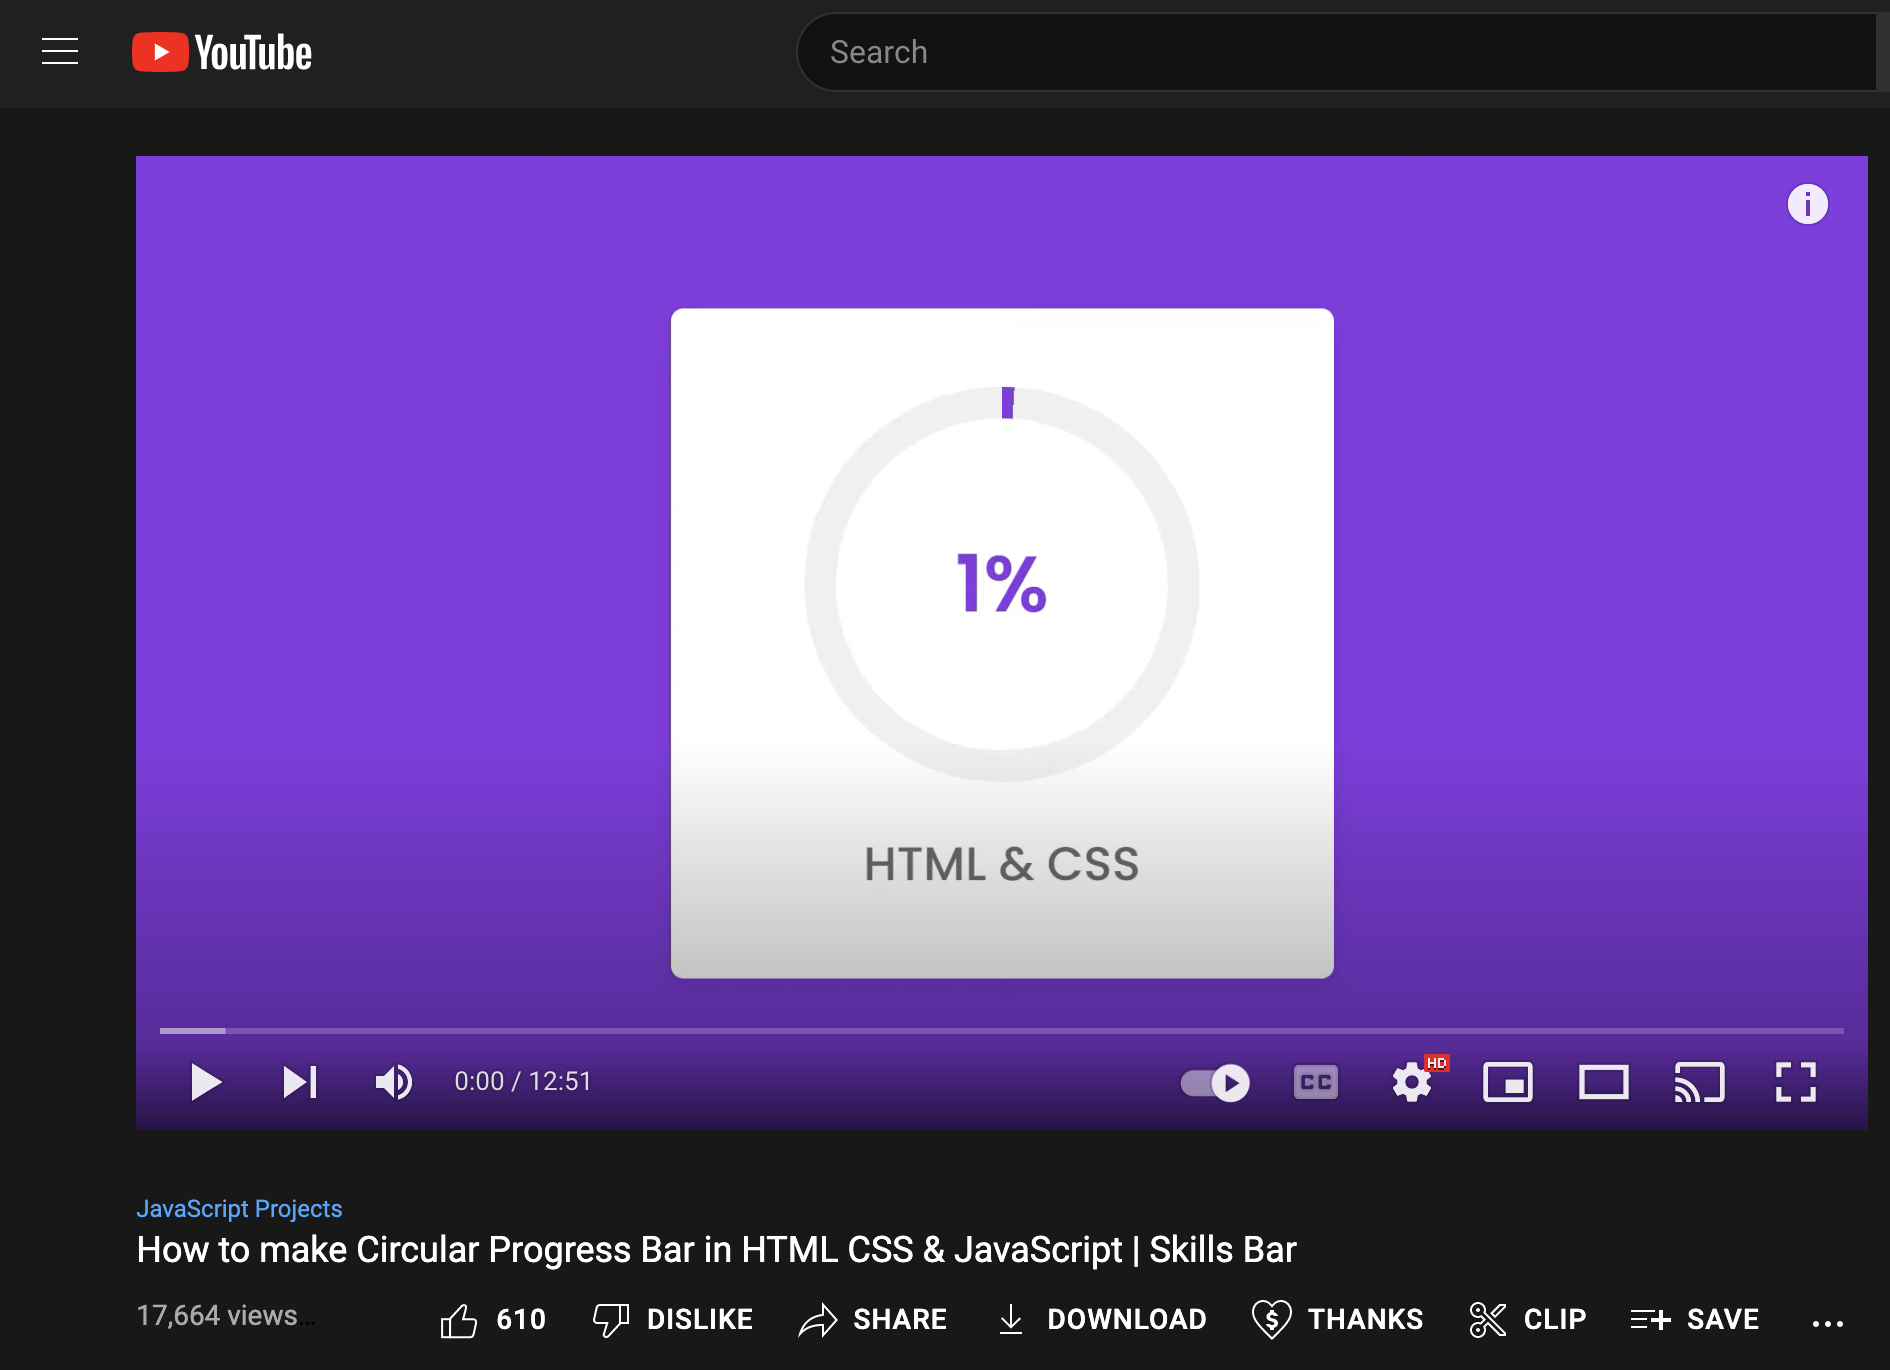 YouTube
Search
i
1%
HTML & CSS
0:00 / 12:51
CC
HD
JavaScript Projects
How to make Circular Progress Bar in HTML CSS & JavaScript | Skills Bar
17,664 views...
610
DISLIKE
SHARE
DOWNLOAD
THANKS
CLIP
SAVE